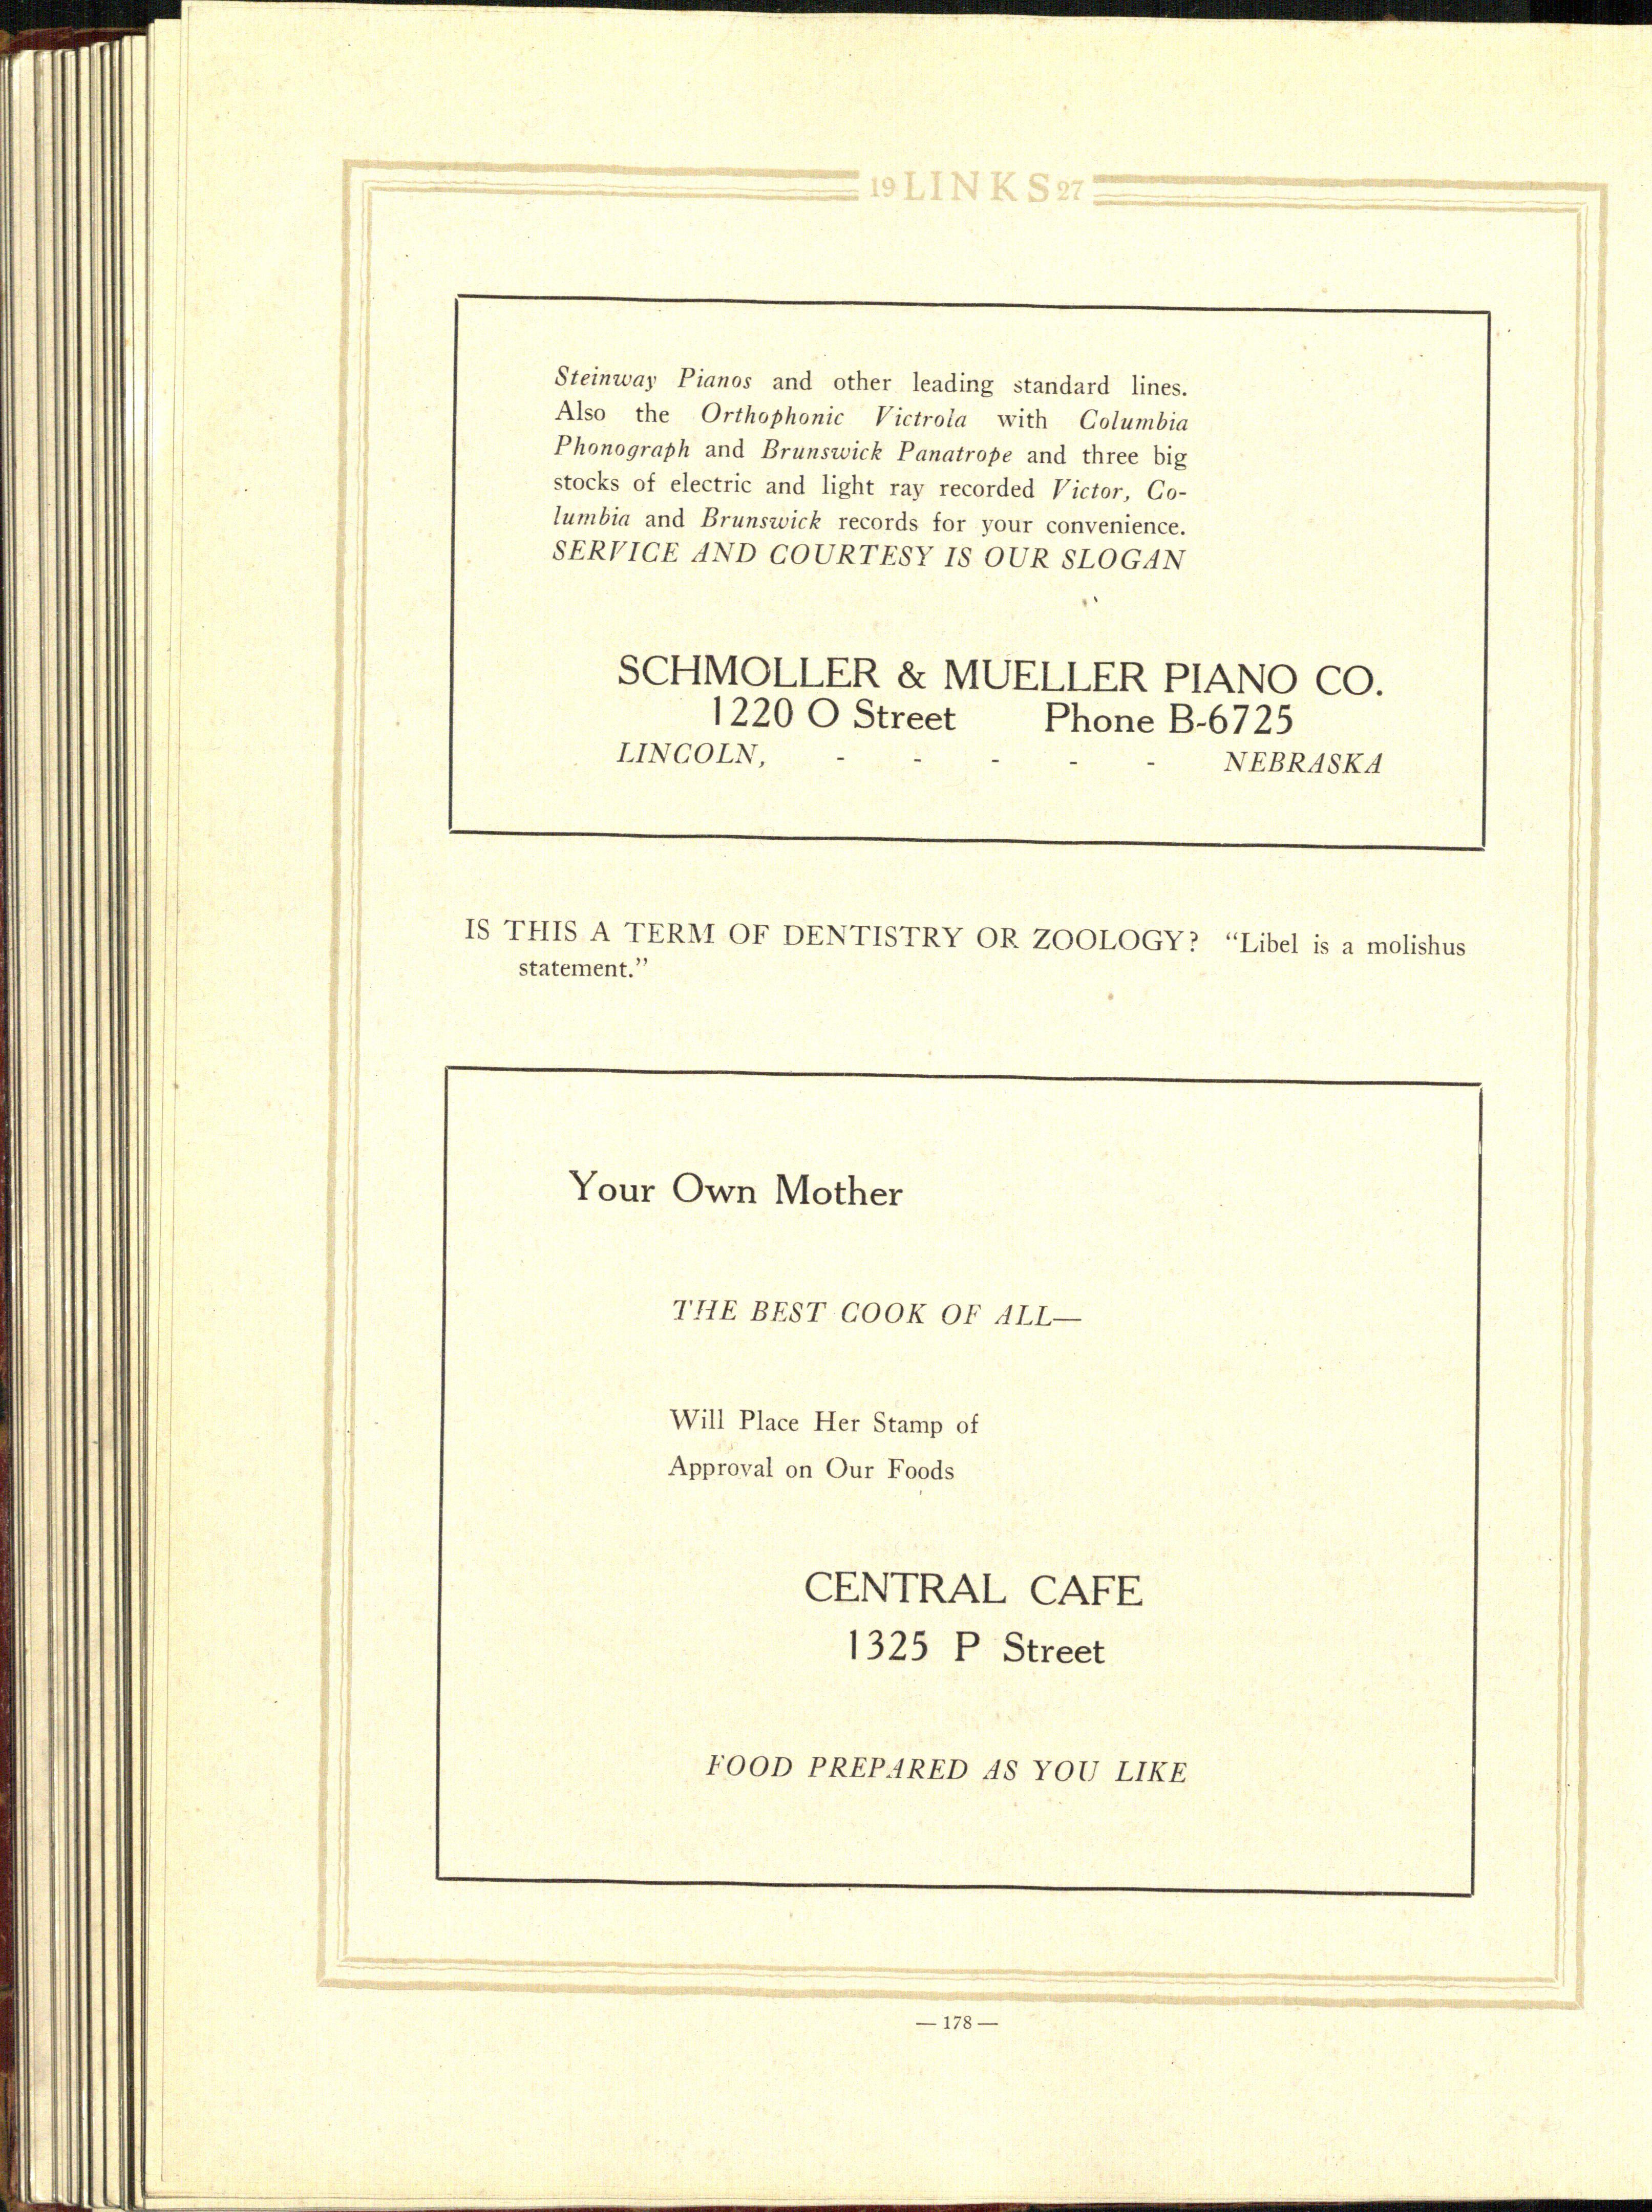 19 LINKS 27
Steinway Pianos and other leading standard lines.
Also the Orthophonic Victrola with Columbia
Phonograph and Brunswick Panatrope and three big
stocks of electric and light ray recorded Victor, Co-
lumbia and Brunswick records for your convenience.
SERVICE AND COURTESY IS OUR SLOGAN
SCHMOLLER & MUELLER PIANO CO.
1220 O Street Phone B-6725
LINCOLN, - - - - - NEBRASKA
IS THIS A TERM OF DENTISTRY OR ZOOLOGY? “Libel is a molishus
statement.”
Your Own Mother
THE BEST COOK OF ALL—
Will Place Her Stamp of
Approval on Our Foods
CENTRAL CAFE
1325 P Street
FOOD PREPARED AS YOU LIKE
— 178 —